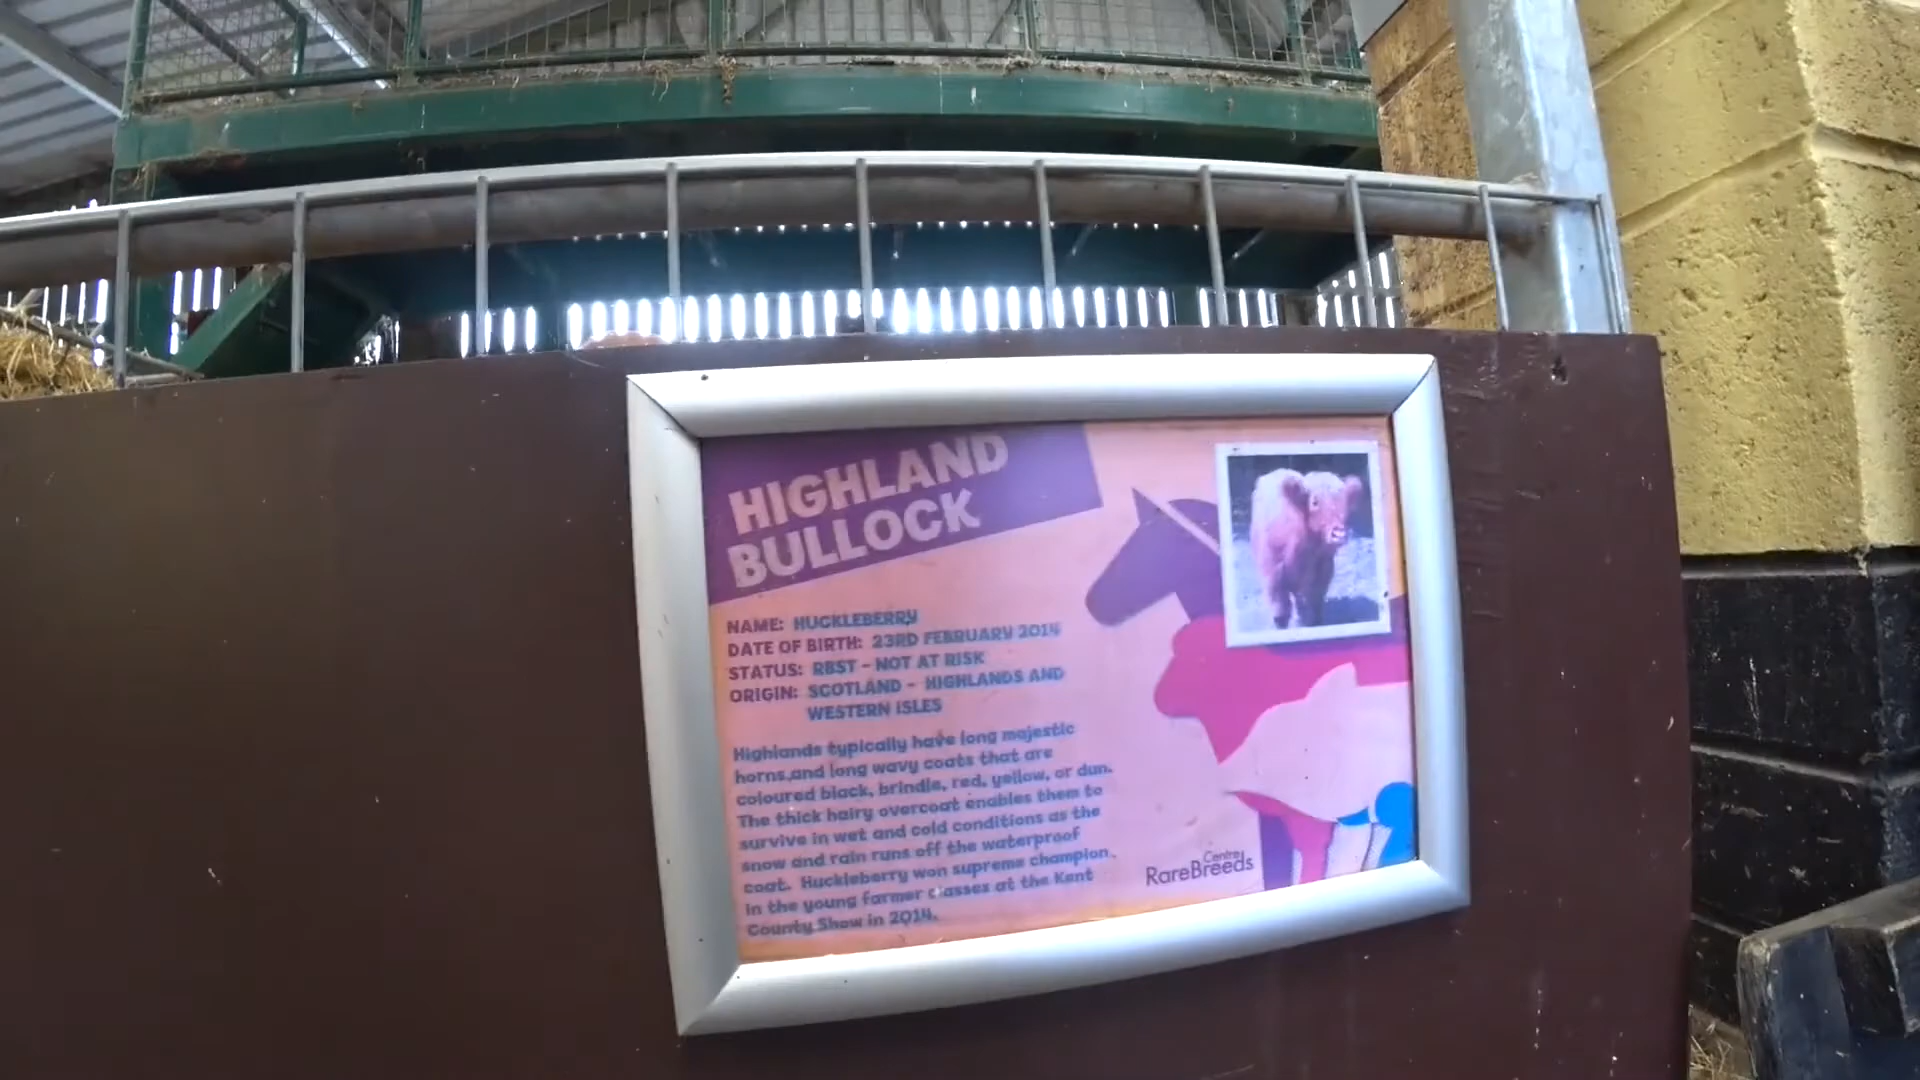 HIGHLAND
BULLOCK
NAME: HUCKLEBERRY
DATE OF BIRTH: 23RD FEBRUARY 2014
STATUS: RBST - NOT AT RISK
ORIGIN: SCOTLAND - HIGHLANDS AND
WESTERN ISLES
Highlands typically have long majestic
horns,and long wavy coats that are
coloured black, brindle, red, yellow, or dun.
The thick hairy overcoat enables them to
survive in wet and cold conditions as the
snow and rain runs off the waterproof
coat. Huckleberry won supreme champion
in the young farmer classes at the Kent
County Show in 2014.
Centre
RareBreeds